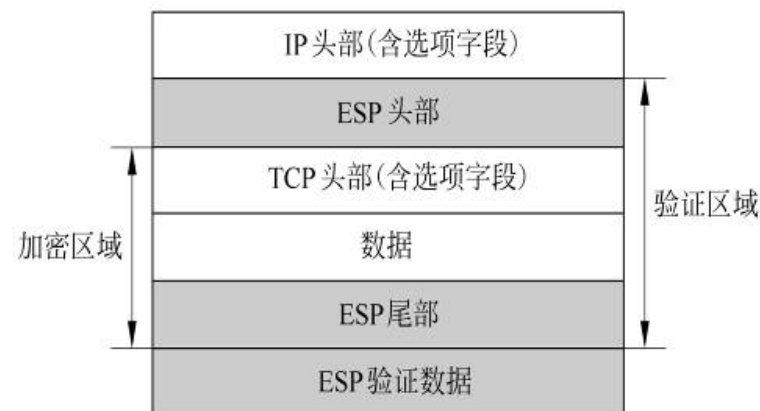 IP头部(含选项字段)
ESP头部
TCP头部(含选项字段)
验证区域
加密区域
数据
ESP尾部
ESP验证数据